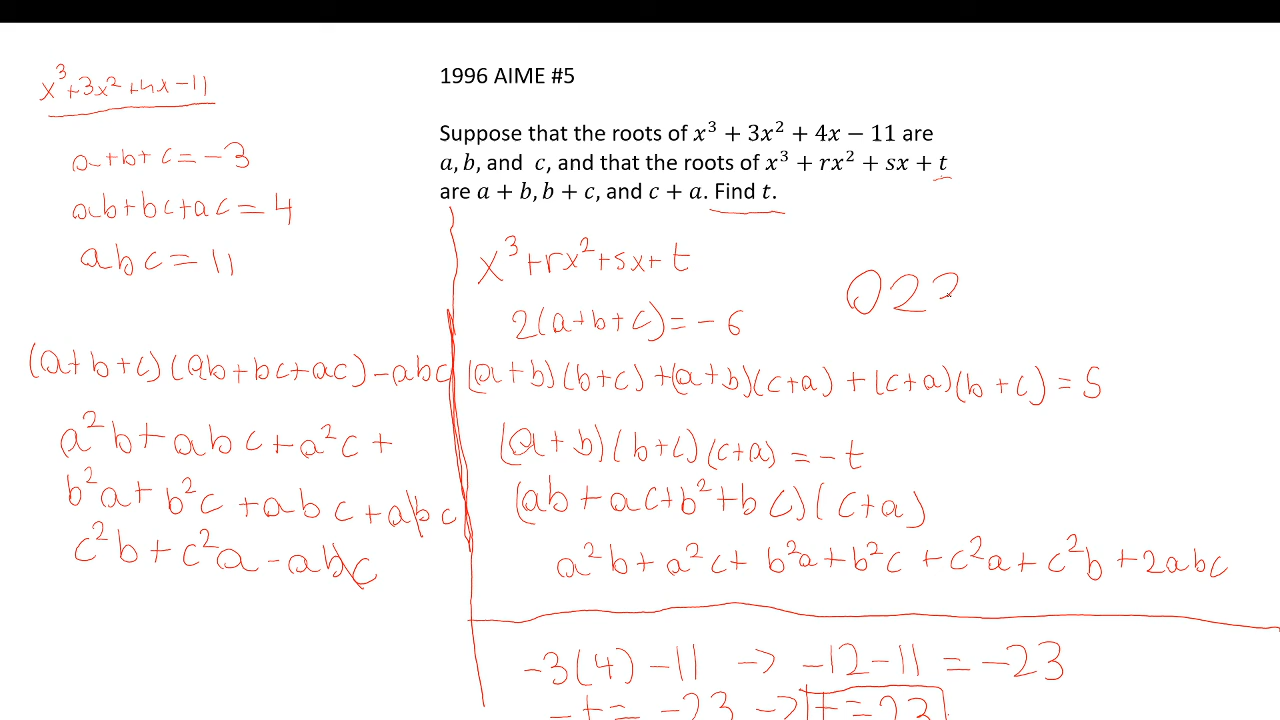 x³+3x²+4x-11
a+b+c=-3
ab+bc+ac=4
abc=11
(a+b+c)(ab+bc+ac)-abc
a²b+abc+a²c+
b²a+b²c+abc+abc
c²b+c²a-abc
1996 AIME #5
Suppose that the roots of x³ + 3x² + 4x − 11 are
a, b, and c, and that the roots of x³ + rx² + sx + t
are a + b, b + c, and c + a. Find t.
x³+rx²+sx+t
022
2(a+b+c)=-6
(a+b)(b+c)+(a+b)(c+a)+(c+a)(b+c)=S
(a+b)(b+c)(c+a)=-t
(ab+ac+b²+bc)(c+a)
a²b+a²c+b²a+b²c+c²a+c²b+2abc
-3(4)-11 → -12-11=-23
-t=-23 → t=23